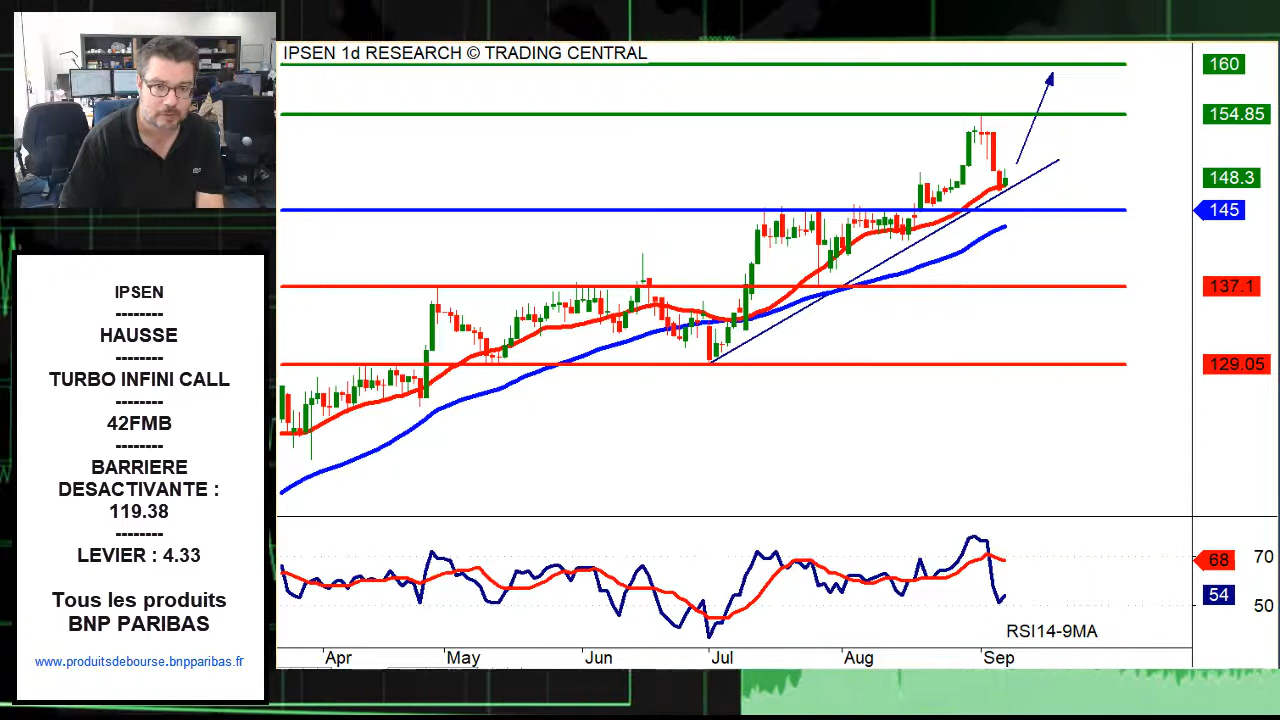 IPSEN 1d RESEARCH © TRADING CENTRAL
160
154.85
148.3
145
137.1
129.05
IPSEN
--------
HAUSSE
--------
TURBO INFINI CALL
--------
42FMB
--------
BARRIERE
DESACTIVANTE :
119.38
--------
LEVIER : 4.33
Tous les produits
BNP PARIBAS
www.produitsdebourse.bnpparibas.fr
70
68
54
50
RSI14-9MA
Apr May Jun Jul Aug Sep